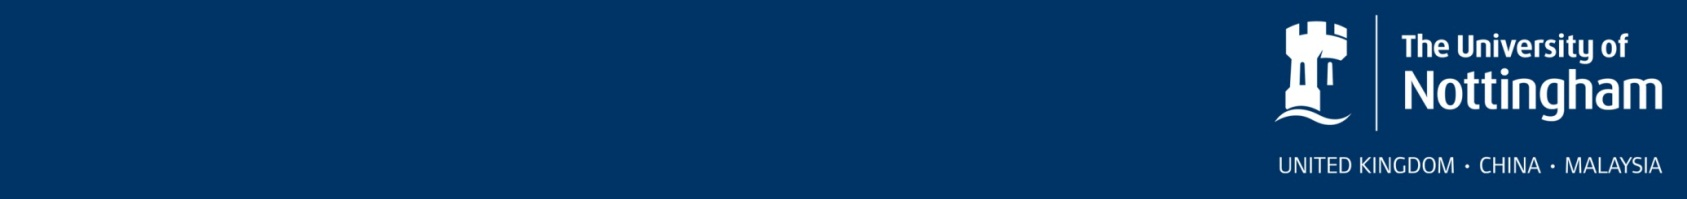 The University of
Nottingham
UNITED KINGDOM · CHINA · MALAYSIA